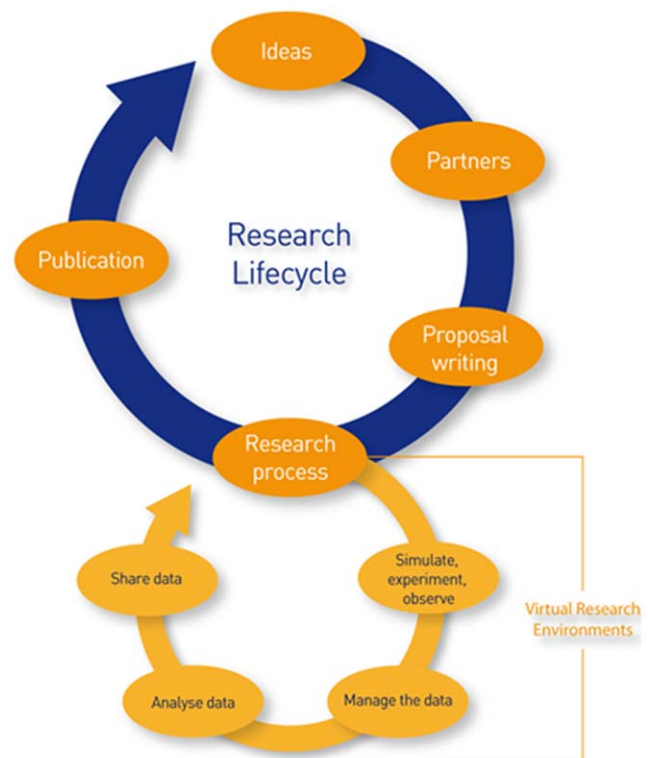 Ideas
Partners
Research
Lifecycle
Publication
Proposal
writing
Research
process
Simulate,
experiment,
observe
Share data
Virtual Research
Environments
Manage the data
Analyse data